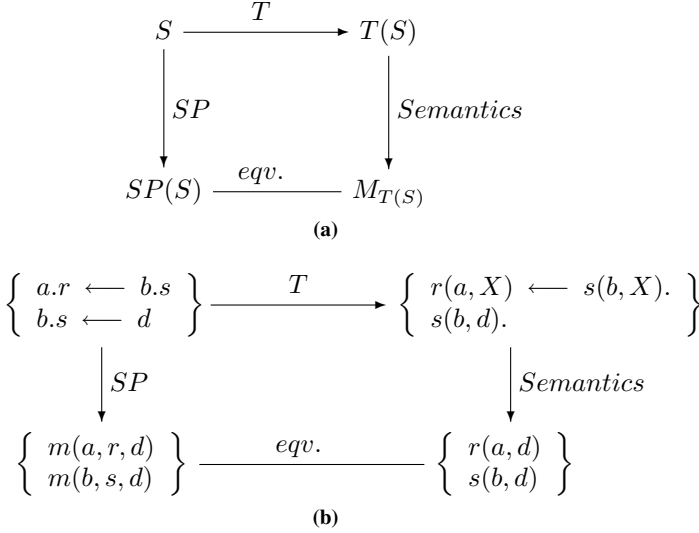 S T T(S)
SP Semantics
SP(S) eqv. M_{T(S)}
(a)
{ a.r ⟵ b.s } T { r(a, X) ⟵ s(b, X). }
b.s ⟵ d s(b, d).
SP Semantics
{ m(a, r, d) } eqv. { r(a, d) }
m(b, s, d) s(b, d)
(b)